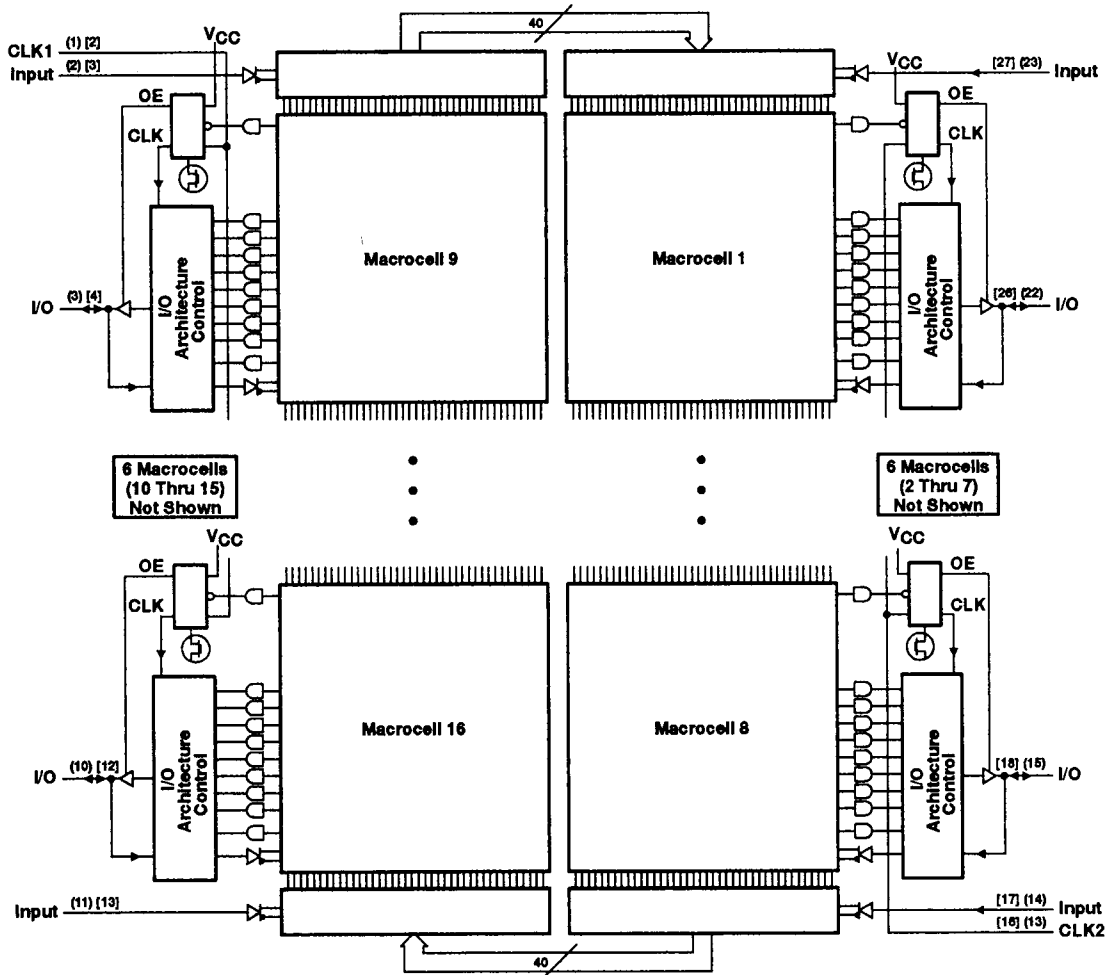 40
CLK1 (1) [2]
VCC
Input (2) [3]
VCC
[27] (23) Input
OE
OE
CLK
CLK
Macrocell 9
Macrocell 1
I/O (3) [4]
I/O
Architecture
Control
I/O
Architecture
Control
[26] (22) I/O
6 Macrocells
(10 Thru 15)
Not Shown
6 Macrocells
(2 Thru 7)
Not Shown
VCC
VCC
OE
OE
CLK
CLK
Macrocell 16
Macrocell 8
I/O (10) [12]
I/O
Architecture
Control
I/O
Architecture
Control
[18] (15) I/O
Input (11) [13]
[17] (14) Input
[16] (13) CLK2
40